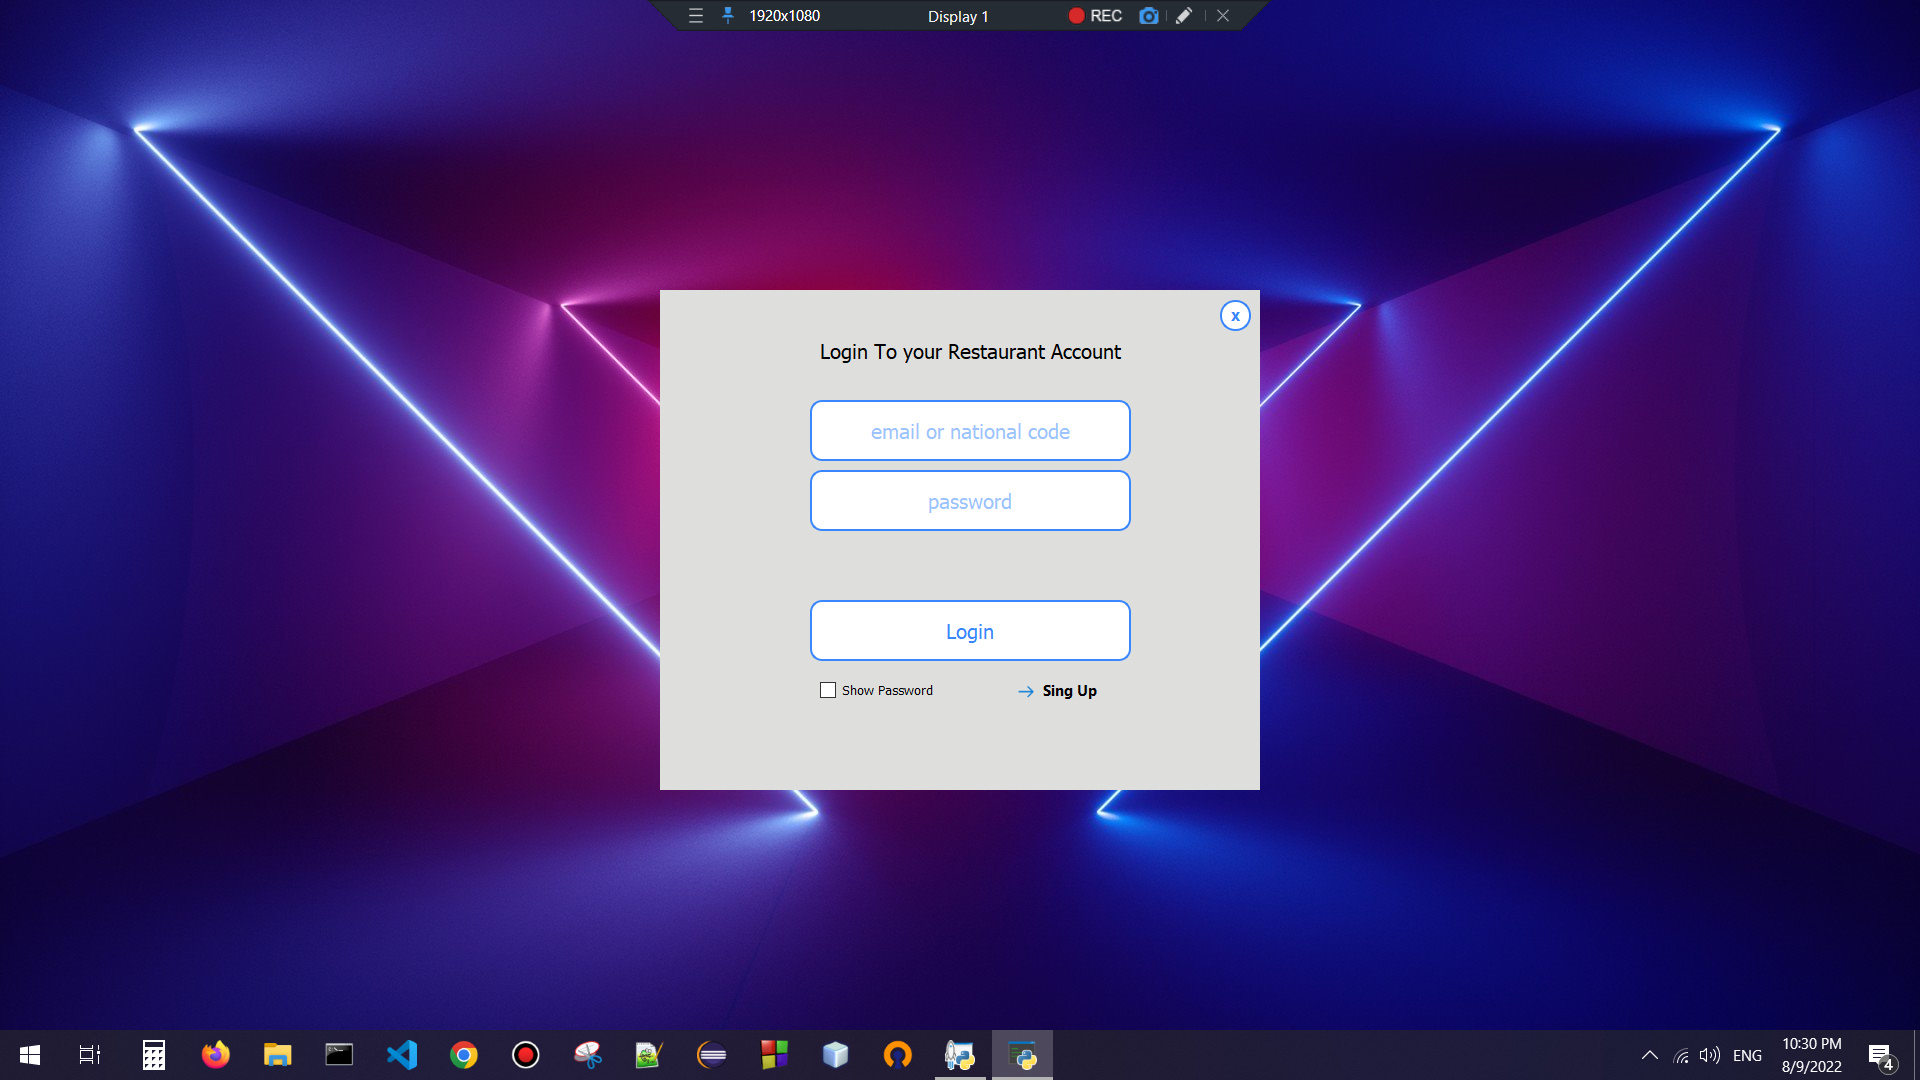 1920x1080
Display 1
REC
x
Login To your Restaurant Account
email or national code
password
Login
Show Password
Sing Up
ENG
10:30 PM
8/9/2022
4